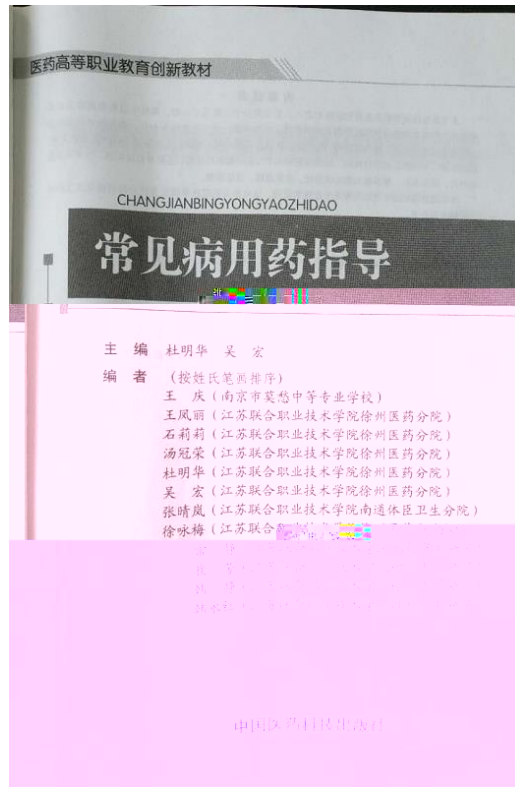 医药高等职业教育创新教材
CHANGJIANBINGYONGYAOZHIDAO
常见病用药指导
主 编 杜明华 吴 宏
编 者 （按姓氏笔画排序）
王 庆（南京市莫愁中等专业学校）
王凤丽（江苏联合职业技术学院徐州医药分院）
石莉莉（江苏联合职业技术学院徐州医药分院）
汤冠荣（江苏联合职业技术学院徐州医药分院）
杜明华（江苏联合职业技术学院徐州医药分院）
吴 宏（江苏联合职业技术学院徐州医药分院）
张晴岚（江苏联合职业技术学院南通体臣卫生分院）
徐咏梅（江苏联合
中国医药科技出版社